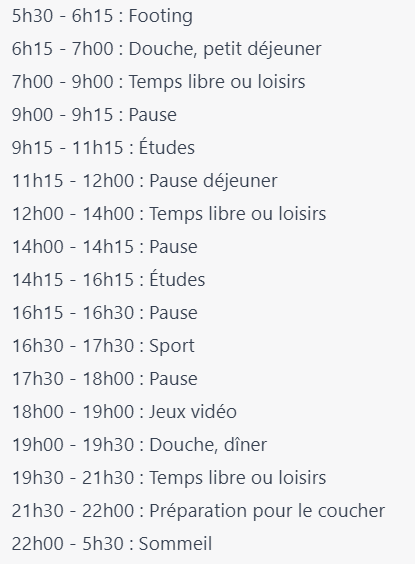 5h30 - 6h15 : Footing
6h15 - 7h00 : Douche, petit déjeuner
7h00 - 9h00 : Temps libre ou loisirs
9h00 - 9h15 : Pause
9h15 - 11h15 : Études
11h15 - 12h00 : Pause déjeuner
12h00 - 14h00 : Temps libre ou loisirs
14h00 - 14h15 : Pause
14h15 - 16h15 : Études
16h15 - 16h30 : Pause
16h30 - 17h30 : Sport
17h30 - 18h00 : Pause
18h00 - 19h00 : Jeux vidéo
19h00 - 19h30 : Douche, dîner
19h30 - 21h30 : Temps libre ou loisirs
21h30 - 22h00 : Préparation pour le coucher
22h00 - 5h30 : Sommeil